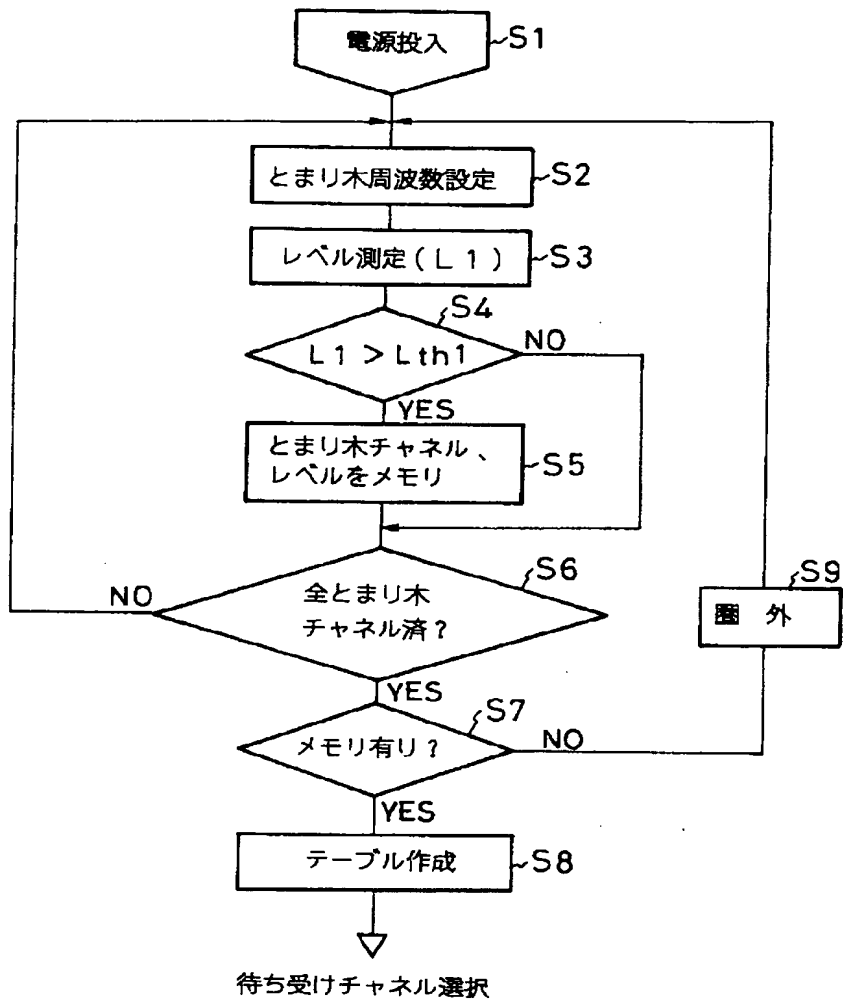 電源投入
S1
とまり木周波数設定
S2
レベル測定(L1)
S3
S4
L1>Lth1
NO
YES
とまり木チャネル、
レベルをメモリ
S5
S6
全とまり木
チャネル済?
NO
YES
S9
圏 外
S7
メモリ有り?
NO
YES
テーブル作成
S8
待ち受けチャネル選択